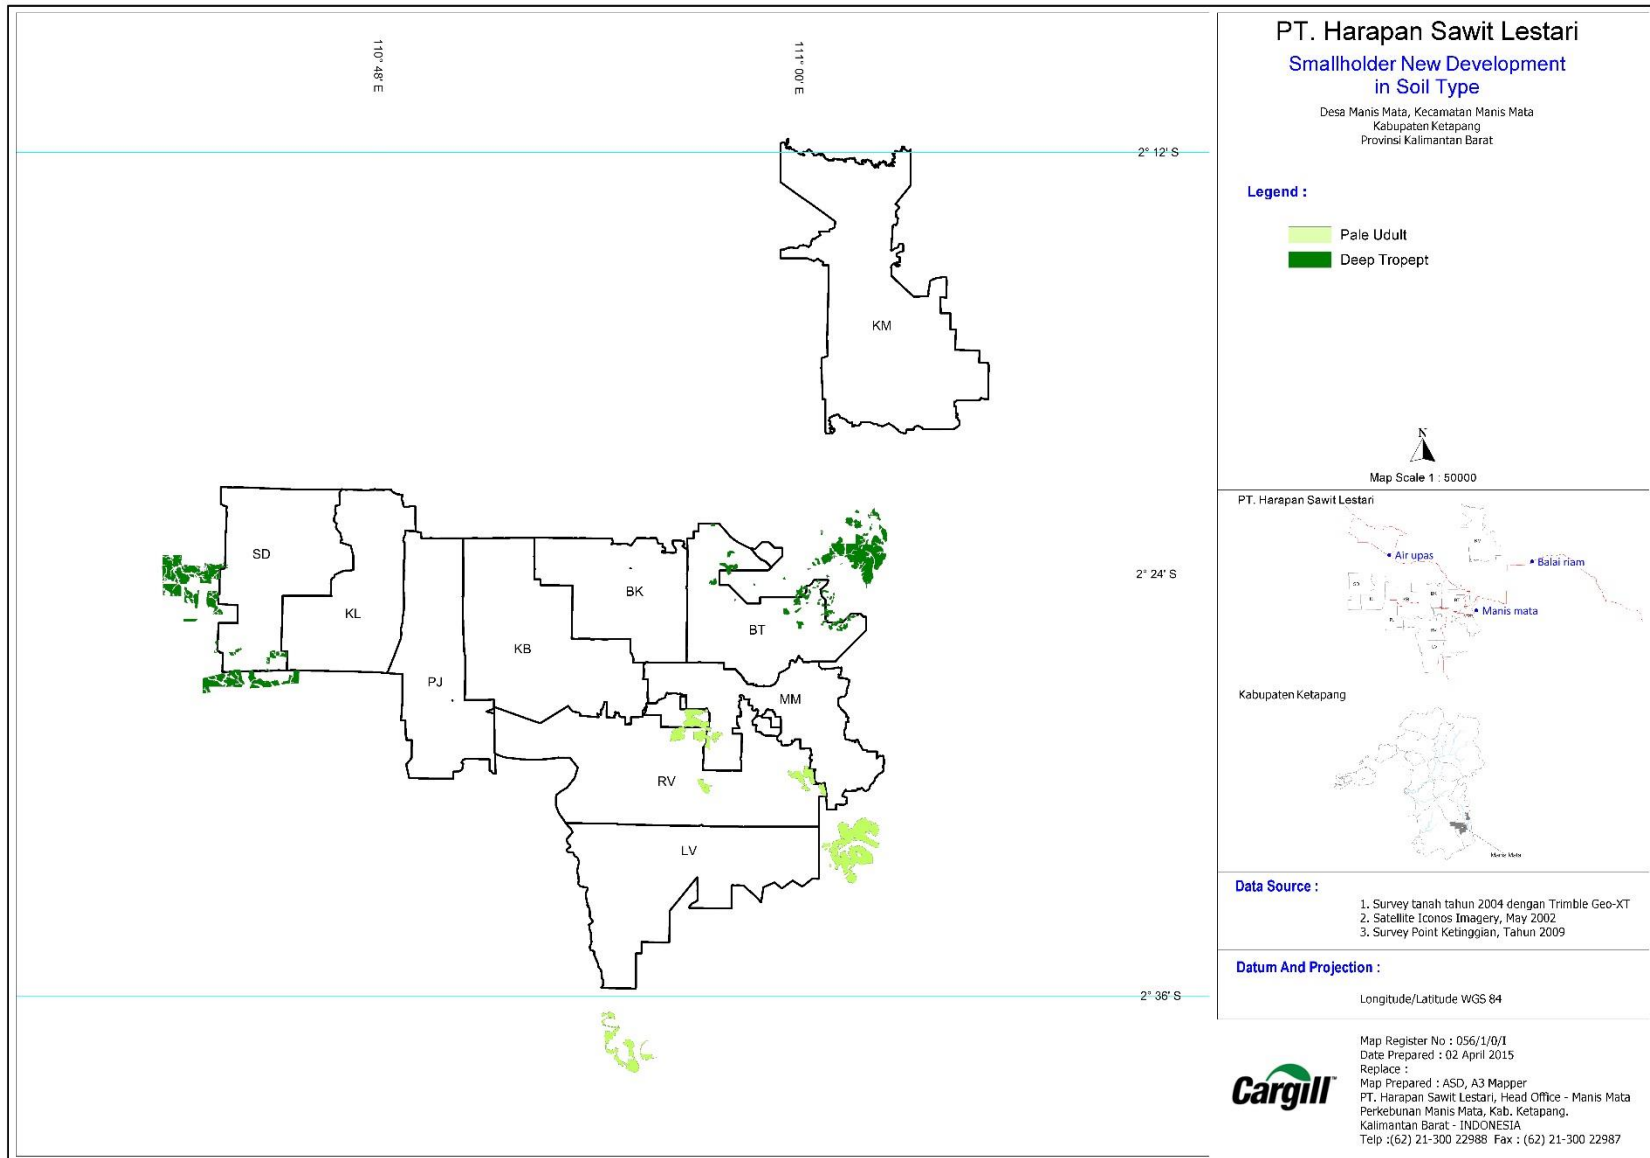 110° 48' E
111° 00' E
2° 12' S
KM
SD
KL
BK
2° 24' S
BT
KB
PJ
MM
RV
LV
2° 36' S
PT. Harapan Sawit Lestari
Smallholder New Development
in Soil Type
Desa Manis Mata, Kecamatan Manis Mata
Kabupaten Ketapang
Provinsi Kalimantan Barat
Legend :
Pale Udult
Deep Tropept
N
Map Scale 1 : 50000
PT. Harapan Sawit Lestari
Air upas
Balai riam
Manis mata
Kabupaten Ketapang
Manis Mata
Data Source :
1. Survey tanah tahun 2004 dengan Trimble Geo-XT
2. Satellite Iconos Imagery, May 2002
3. Survey Point Ketinggian, Tahun 2009
Datum And Projection :
Longitude/Latitude WGS 84
Cargill™
Map Register No : 056/1/0/I
Date Prepared : 02 April 2015
Replace :
Map Prepared : ASD, A3 Mapper
PT. Harapan Sawit Lestari, Head Office - Manis Mata
Perkebunan Manis Mata, Kab. Ketapang.
Kalimantan Barat - INDONESIA
Telp :(62) 21-300 22988 Fax : (62) 21-300 22987